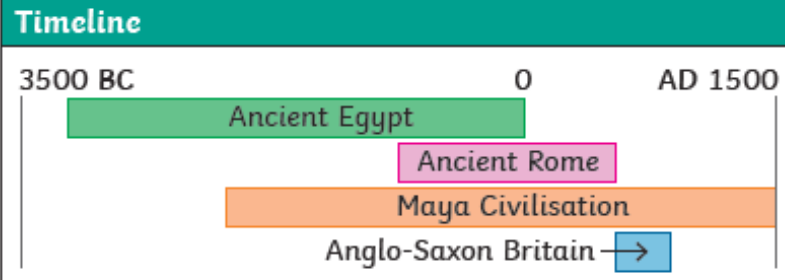 Timeline
3500 BC 0 AD 1500
Ancient Egypt
Ancient Rome
Maya Civilisation
Anglo-Saxon Britain